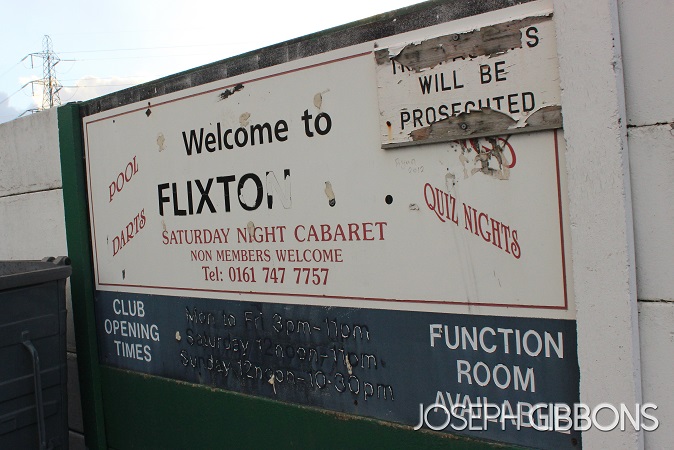 WILL BE
PROSECUTED
Welcome to
FLIXTON
POOL
DARTS
QUIZ NIGHTS
SATURDAY NIGHT CABARET
NON MEMBERS WELCOME
Tel: 0161 747 7757
CLUB
OPENING
TIMES
Mon to Fri 3pm-11pm
Saturday 12noon-11pm
Sunday 12noon-10·30pm
FUNCTION
ROOM
AVAILABLE
JOSEPH GIBBONS